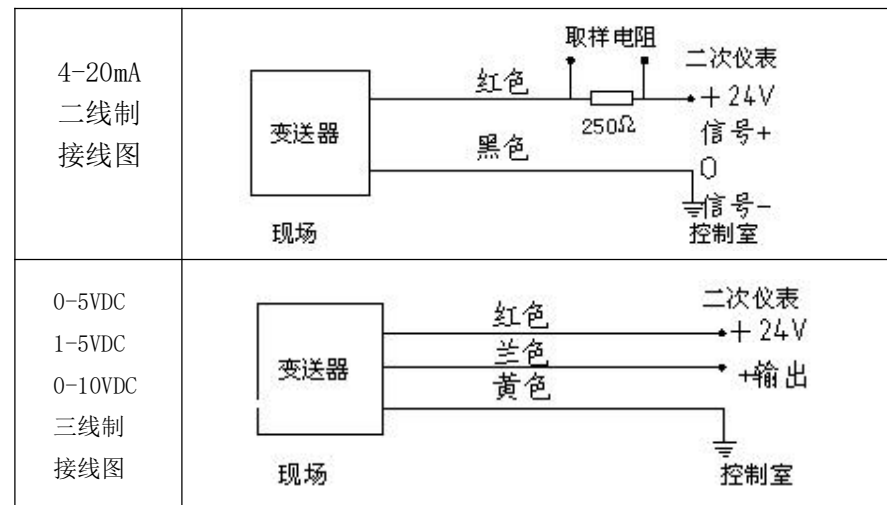 4-20mA
二线制
接线图
取样电阻
二次仪表
红色
+24V
250Ω
变送器
信号+
黑色
0
信号-
现场
控制室
0-5VDC
1-5VDC
0-10VDC
三线制
接线图
二次仪表
红色
+24V
兰色
变送器
+输出
黄色
现场
控制室